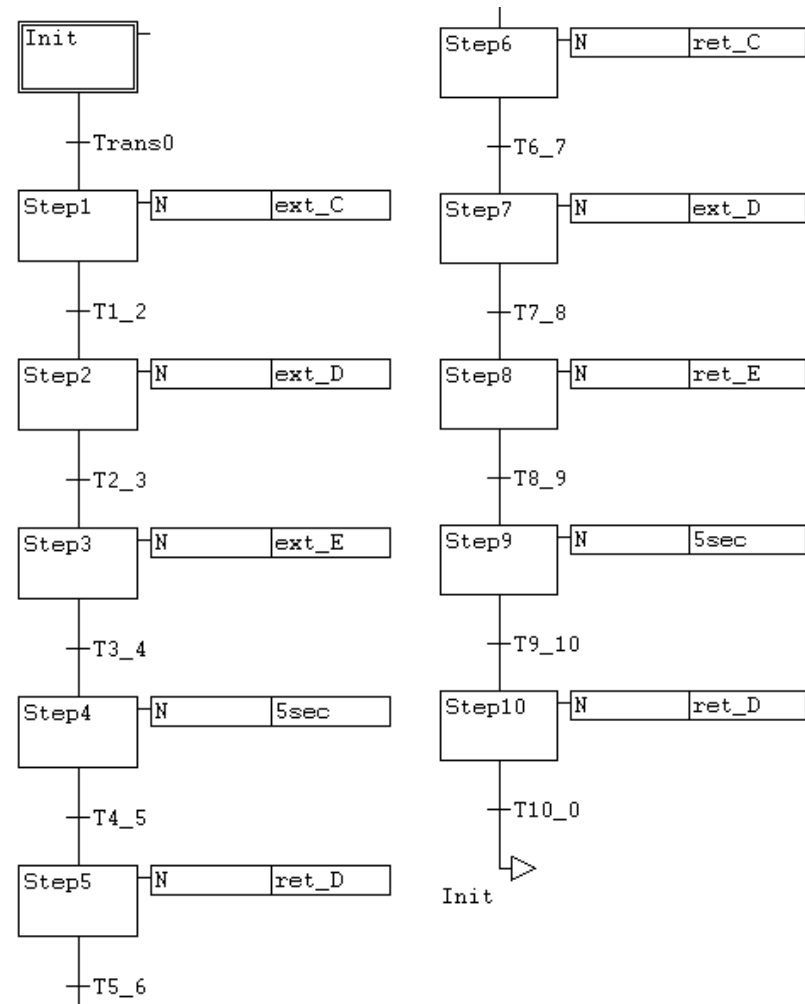 Init
Trans0
Step1 N ext_C
T1_2
Step2 N ext_D
T2_3
Step3 N ext_E
T3_4
Step4 N 5sec
T4_5
Step5 N ret_D
T5_6
Step6 N ret_C
T6_7
Step7 N ext_D
T7_8
Step8 N ret_E
T8_9
Step9 N 5sec
T9_10
Step10 N ret_D
T10_0
Init